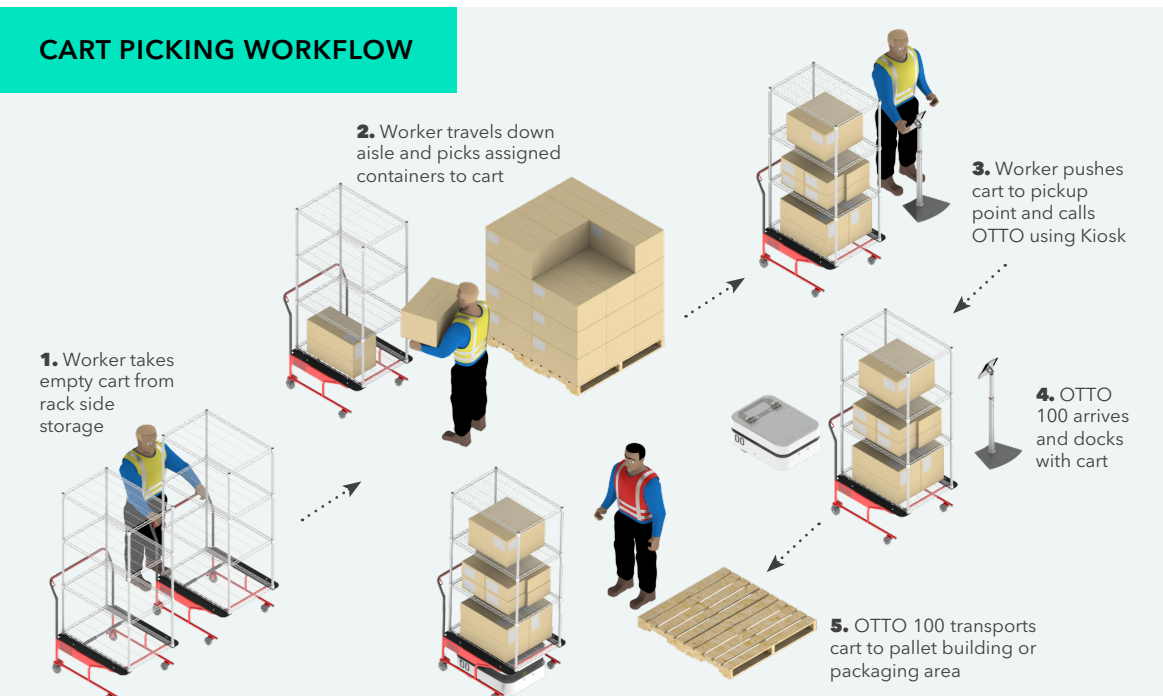 CART PICKING WORKFLOW
1. Worker takes
empty cart from
rack side
storage
2. Worker travels down
aisle and picks assigned
containers to cart
3. Worker pushes
cart to pickup
point and calls
OTTO using Kiosk
4. OTTO
100 arrives
and docks
with cart
5. OTTO 100 transports
cart to pallet building or
packaging area